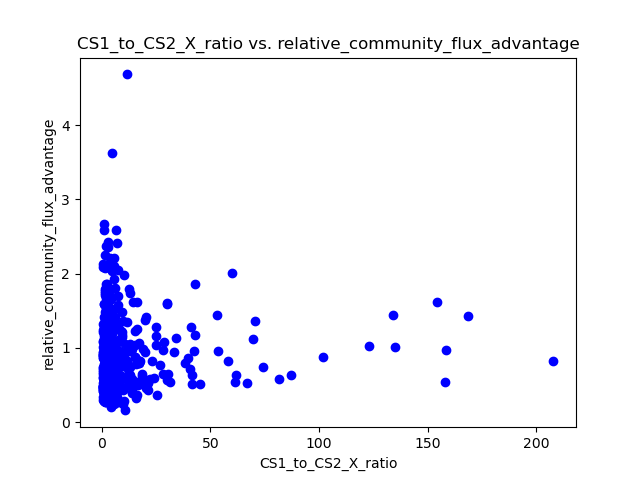 CS1_to_CS2_X_ratio vs. relative_community_flux_advantage
relative_community_flux_advantage
4
3
2
1
0
0 50 100 150 200
CS1_to_CS2_X_ratio